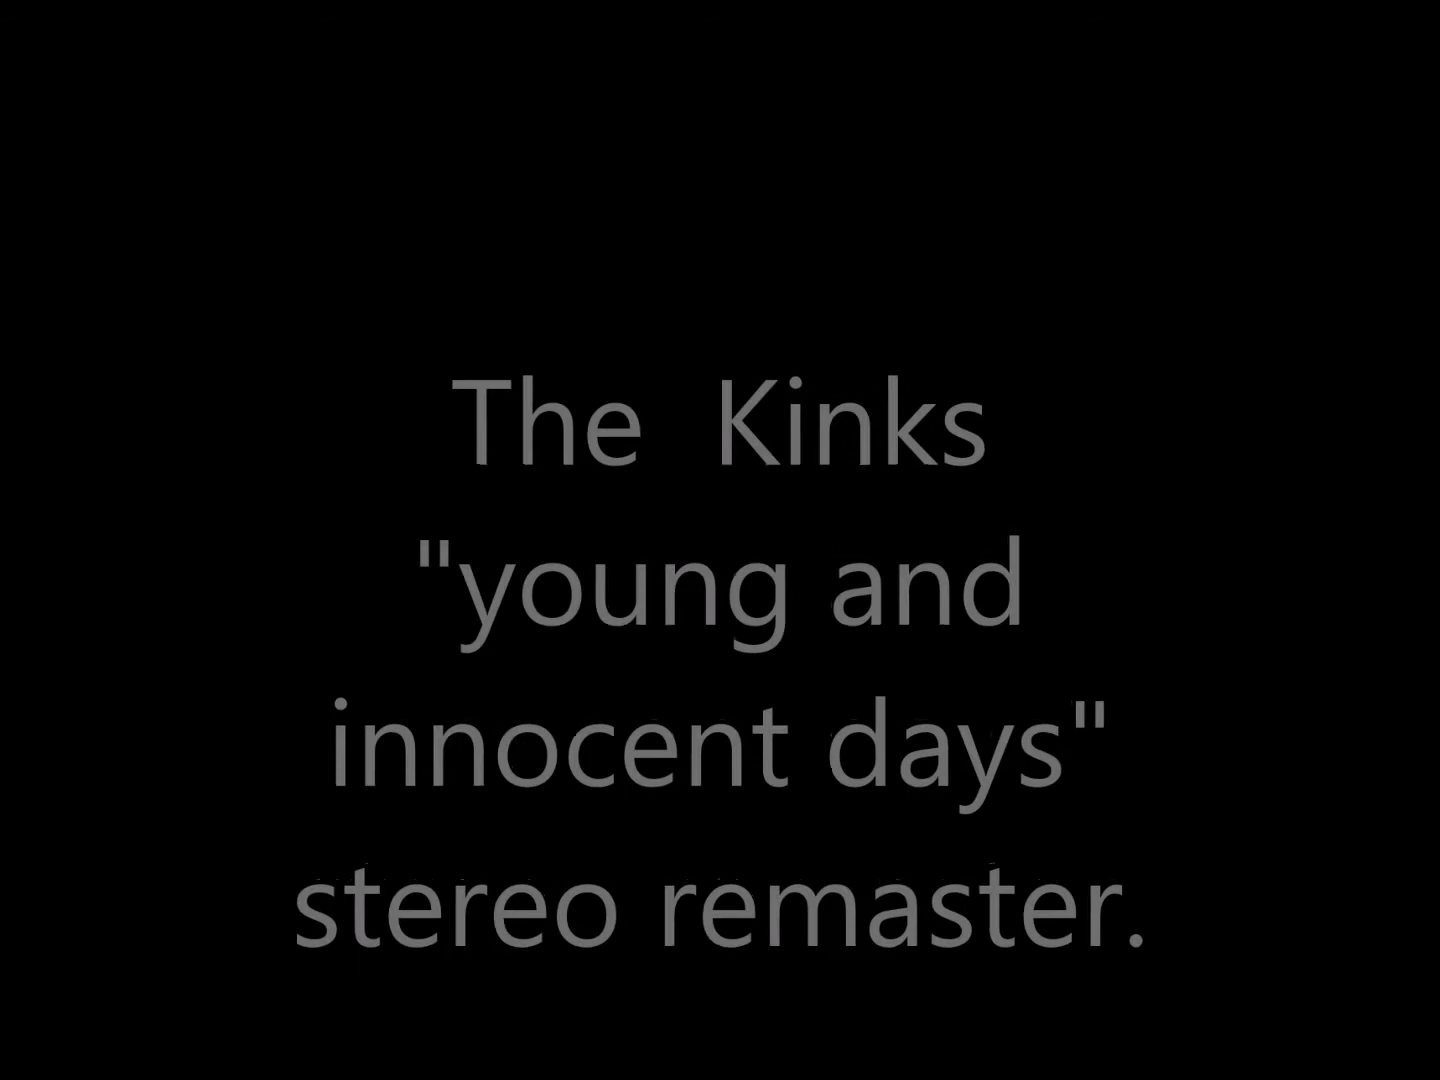 The  Kinks
"young and
innocent days"
stereo remaster.